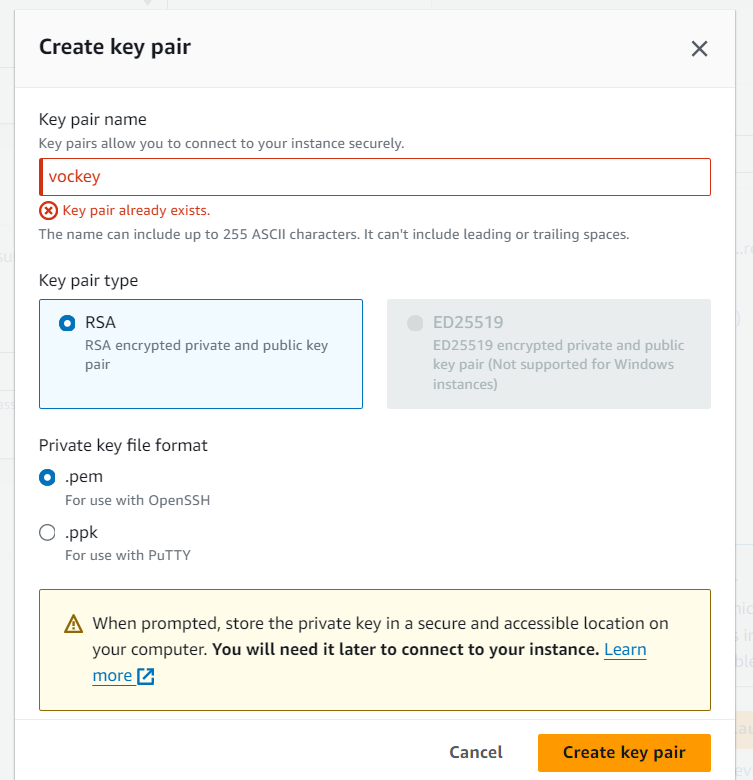 Create key pair
Key pair name
Key pairs allow you to connect to your instance securely.
vockey
Key pair already exists.
The name can include up to 255 ASCII characters. It can't include leading or trailing spaces.
Key pair type
RSA
RSA encrypted private and public key
pair
ED25519
ED25519 encrypted private and public
key pair (Not supported for Windows
instances)
Private key file format
.pem
For use with OpenSSH
.ppk
For use with PuTTY
When prompted, store the private key in a secure and accessible location on
your computer. You will need it later to connect to your instance. Learn
more
Cancel
Create key pair